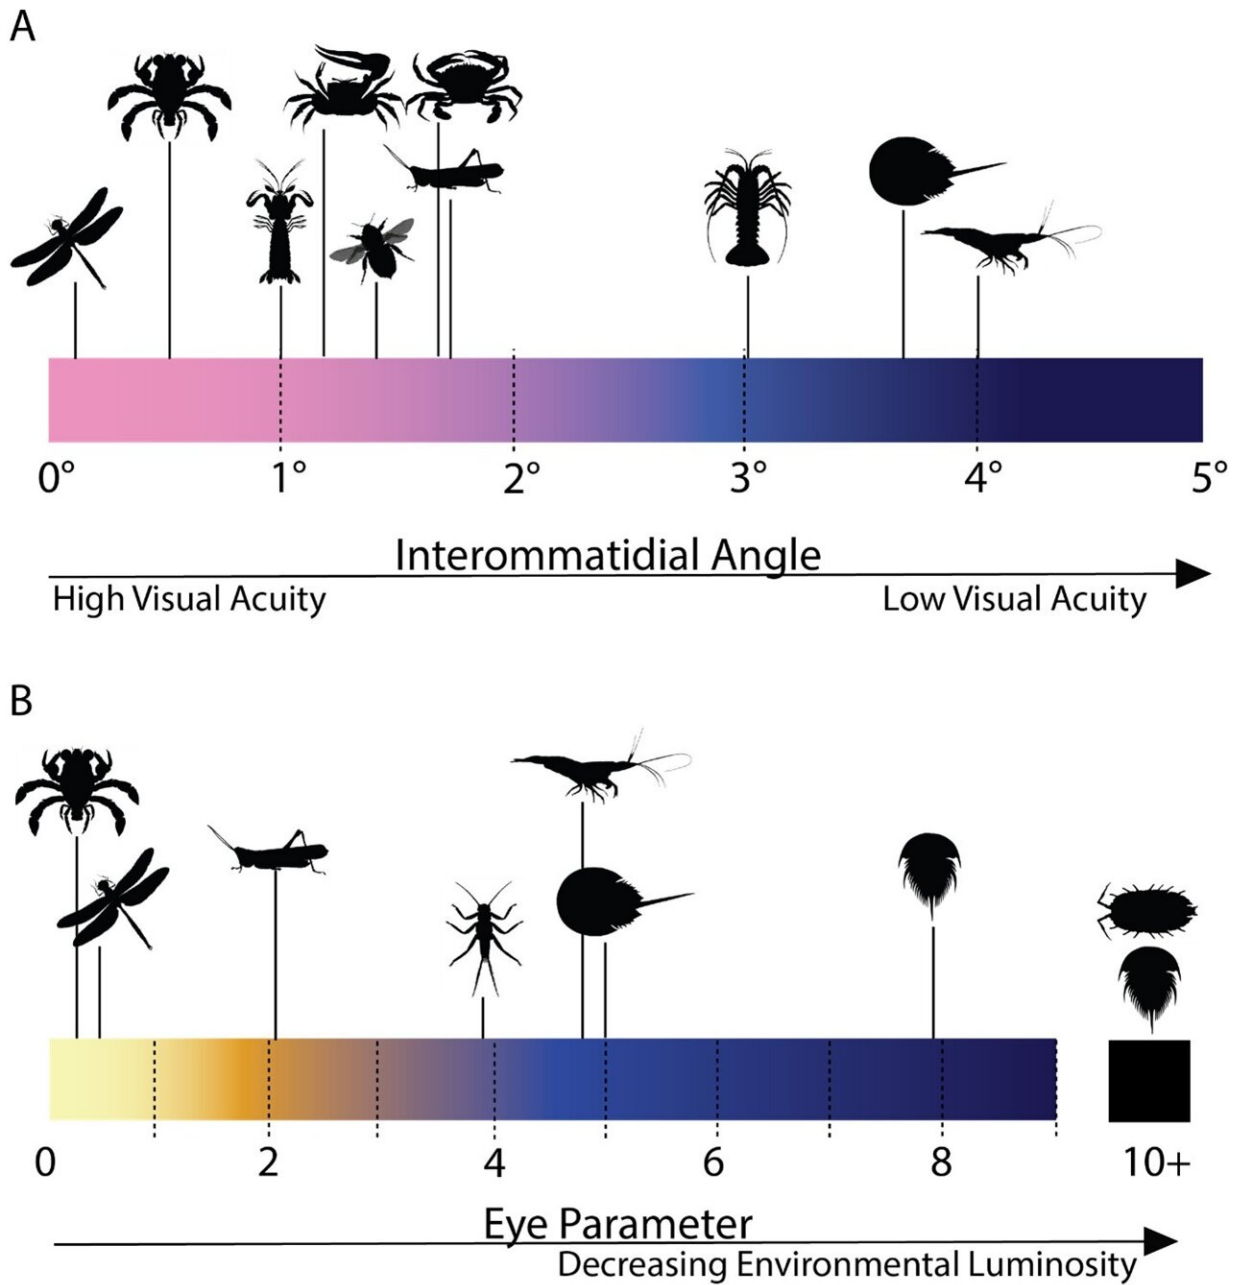 A
0° 1° 2° 3° 4° 5°
Interommatidial Angle
High Visual Acuity Low Visual Acuity
B
0 2 4 6 8 10+
Eye Parameter
Decreasing Environmental Luminosity